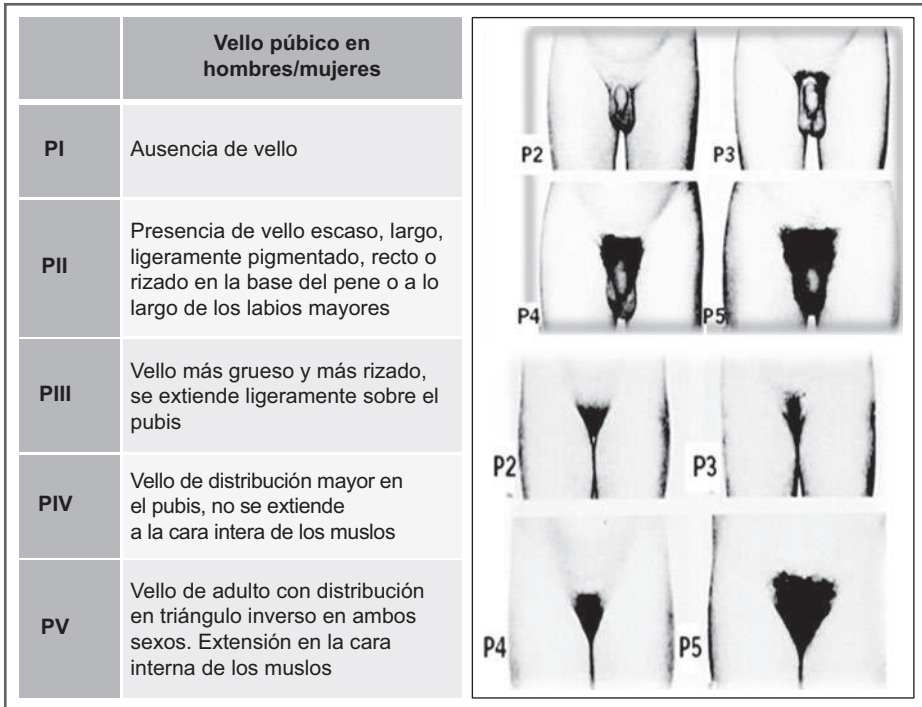 Vello púbico en
hombres/mujeres
PI
Ausencia de vello
PII
Presencia de vello escaso, largo,
ligeramente pigmentado, recto o
rizado en la base del pene o a lo
largo de los labios mayores
PIII
Vello más grueso y más rizado,
se extiende ligeramente sobre el
pubis
PIV
Vello de distribución mayor en
el pubis, no se extiende
a la cara intera de los muslos
PV
Vello de adulto con distribución
en triángulo inverso en ambos
sexos. Extensión en la cara
interna de los muslos
P2
P3
P4
P5
P2
P3
P4
P5